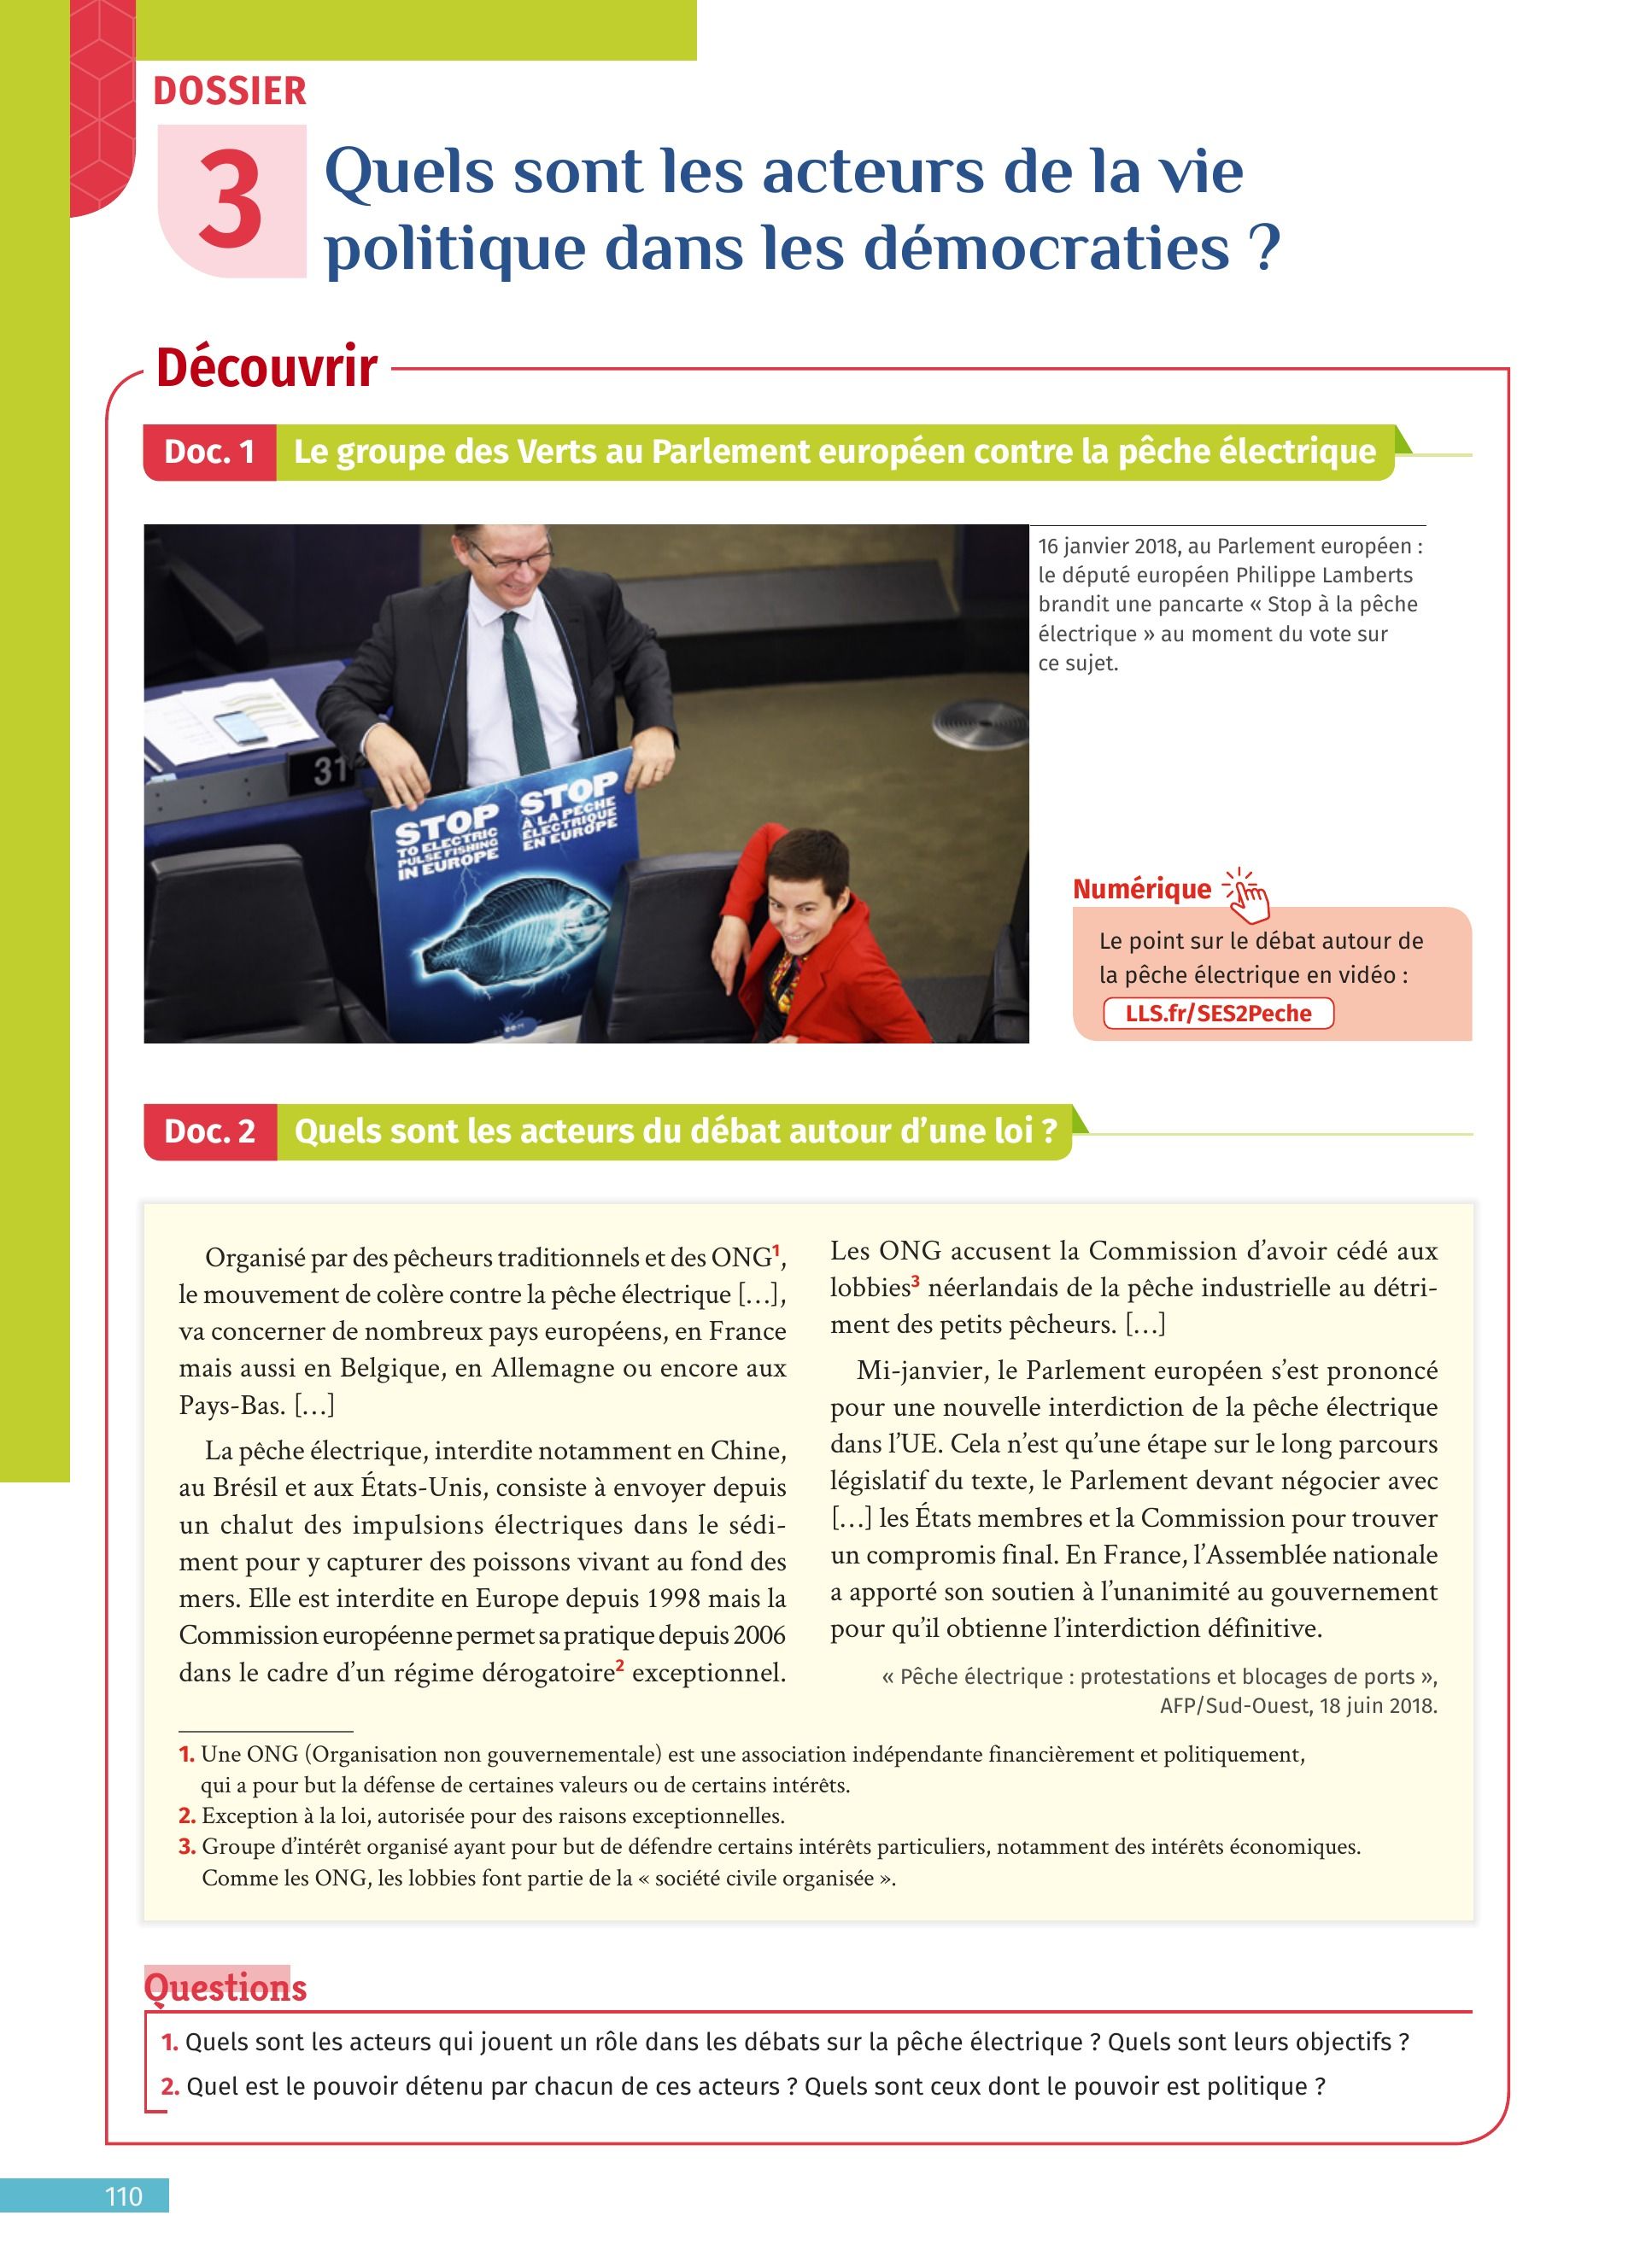 DOSSIER
3
Quels sont les acteurs de la vie
politique dans les démocraties ?
Découvrir
Doc. 1 Le groupe des Verts au Parlement européen contre la pêche électrique
31
STOP
TO ELECTRIC
PULSE FISHING
IN EUROPE
STOP
À LA PÊCHE
ÉLECTRIQUE
EN EUROPE
16 janvier 2018, au Parlement européen :
le député européen Philippe Lamberts
brandit une pancarte « Stop à la pêche
électrique » au moment du vote sur
ce sujet.
Numérique
Le point sur le débat autour de
la pêche électrique en vidéo :
LLS.fr/SES2Peche
Doc. 2 Quels sont les acteurs du débat autour d’une loi ?
Organisé par des pêcheurs traditionnels et des ONG1,
le mouvement de colère contre la pêche électrique […],
va concerner de nombreux pays européens, en France
mais aussi en Belgique, en Allemagne ou encore aux
Pays-Bas. […]
La pêche électrique, interdite notamment en Chine,
au Brésil et aux États-Unis, consiste à envoyer depuis
un chalut des impulsions électriques dans le sédi-
ment pour y capturer des poissons vivant au fond des
mers. Elle est interdite en Europe depuis 1998 mais la
Commission européenne permet sa pratique depuis 2006
dans le cadre d’un régime dérogatoire2 exceptionnel.
Les ONG accusent la Commission d’avoir cédé aux
lobbies3 néerlandais de la pêche industrielle au détri-
ment des petits pêcheurs. […]
Mi-janvier, le Parlement européen s’est prononcé
pour une nouvelle interdiction de la pêche électrique
dans l’UE. Cela n’est qu’une étape sur le long parcours
législatif du texte, le Parlement devant négocier avec
[…] les États membres et la Commission pour trouver
un compromis final. En France, l’Assemblée nationale
a apporté son soutien à l’unanimité au gouvernement
pour qu’il obtienne l’interdiction définitive.
« Pêche électrique : protestations et blocages de ports »,
AFP/Sud-Ouest, 18 juin 2018.
1. Une ONG (Organisation non gouvernementale) est une association indépendante financièrement et politiquement,
qui a pour but la défense de certaines valeurs ou de certains intérêts.
2. Exception à la loi, autorisée pour des raisons exceptionnelles.
3. Groupe d’intérêt organisé ayant pour but de défendre certains intérêts particuliers, notamment des intérêts économiques.
Comme les ONG, les lobbies font partie de la « société civile organisée ».
Questions
1. Quels sont les acteurs qui jouent un rôle dans les débats sur la pêche électrique ? Quels sont leurs objectifs ?
2. Quel est le pouvoir détenu par chacun de ces acteurs ? Quels sont ceux dont le pouvoir est politique ?
110